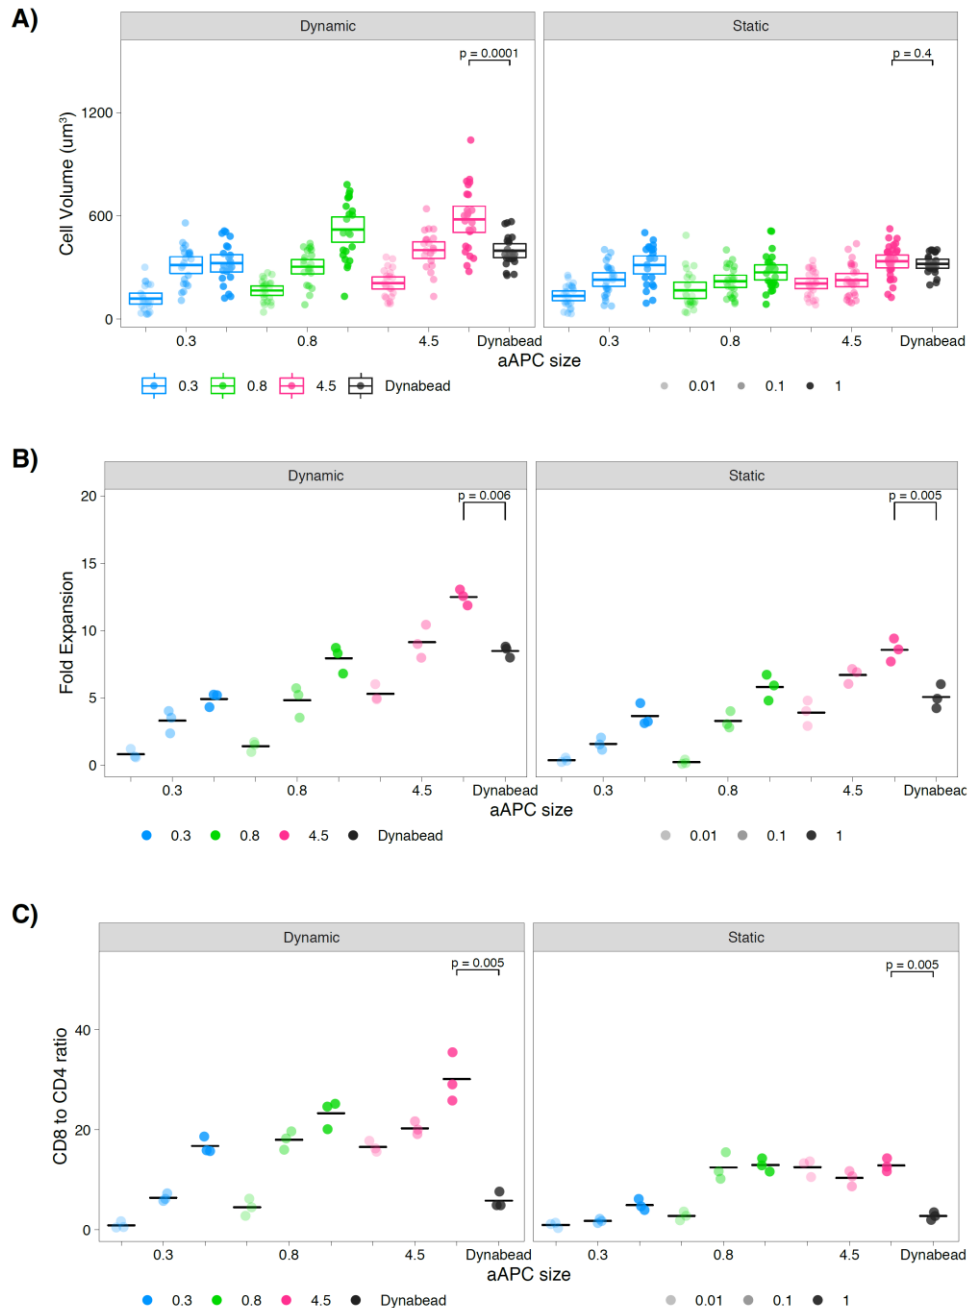 A)
Dynamic
Static
p = 0.0001
p = 0.4
Cell Volume (um³)
1200
600
0
0.3
0.8
4.5
Dynabead
0.3
0.8
4.5
Dynabead
aAPC size
aAPC size
0.3
0.8
4.5
Dynabead
0.01
0.1
1
B)
Dynamic
Static
p = 0.006
p = 0.005
Fold Expansion
20
15
10
5
0
0.3
0.8
4.5
Dynabead
0.3
0.8
4.5
Dynabead
aAPC size
0.3
0.8
4.5
Dynabead
0.01
0.1
1
C)
Dynamic
Static
p = 0.005
p = 0.005
CD8 to CD4 ratio
40
20
0
0.3
0.8
4.5
Dynabead
0.3
0.8
4.5
Dynabead
aAPC size
0.3
0.8
4.5
Dynabead
0.01
0.1
1